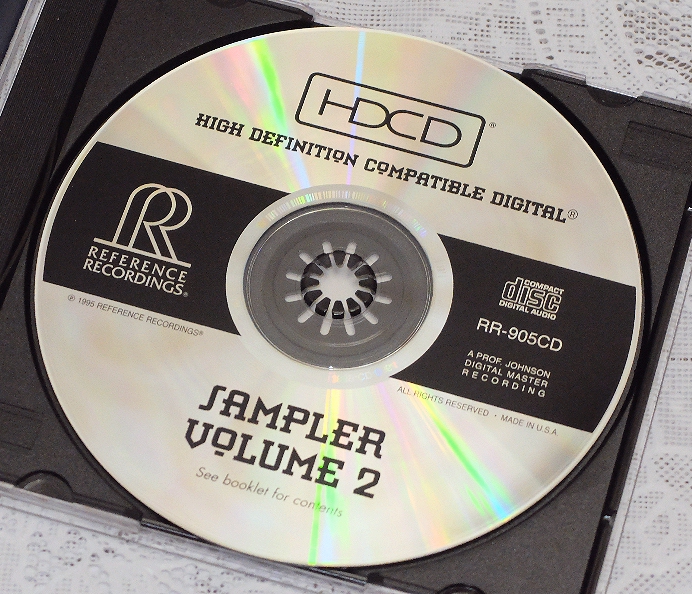 HDCD®
HIGH DEFINITION COMPATIBLE DIGITAL®
R
REFERENCE
RECORDINGS®
℗ 1995 REFERENCE RECORDINGS®
COMPACT
disc
DIGITAL AUDIO
RR-905CD
A PROF. JOHNSON
DIGITAL MASTER
RECORDING
ALL RIGHTS RESERVED · MADE IN U.S.A.
SAMPLER
VOLUME 2
See booklet for contents